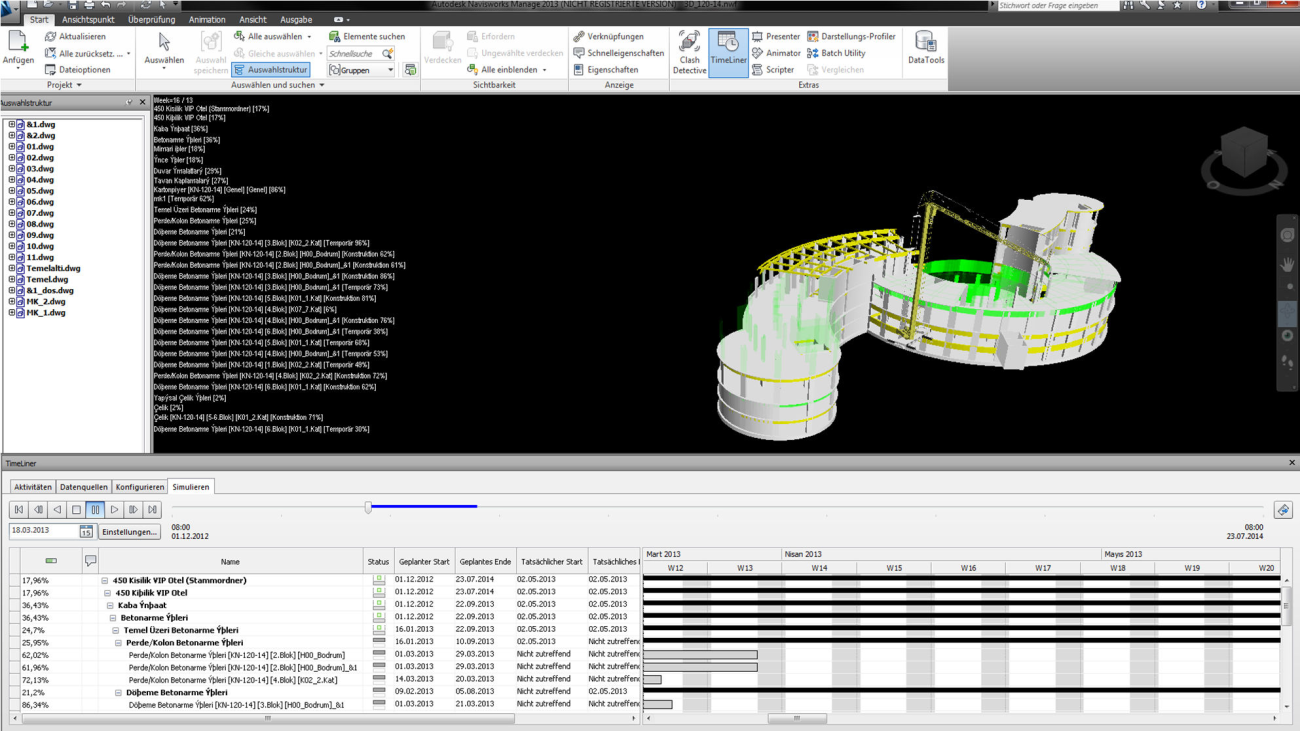 Autodesk Navisworks Manage 2013 (NICHT REGISTRIERTE VERSION) 3D_120-14.nwf
Stichwort oder Frage eingeben
Start Ansichtspunkt Überprüfung Animation Ansicht Ausgabe
Anfügen
Aktualisieren
Alle zurücksetz...
Dateioptionen
Projekt
Auswählen
Auswahl speichern
Alle auswählen
Gleiche auswählen
Auswahlstruktur
Elemente suchen
Schnellsuche
Gruppen
Auswählen und suchen
Verdecken
Erfordern
Ungewählte verdecken
Alle einblenden
Sichtbarkeit
Verknüpfungen
Schnelleigenschaften
Eigenschaften
Anzeige
Clash Detective
TimeLiner
Presenter
Animator
Scripter
Darstellungs-Profiler
Batch Utility
Vergleichen
Extras
DataTools
Auswahlstruktur
&1.dwg
&2.dwg
01.dwg
02.dwg
03.dwg
04.dwg
05.dwg
06.dwg
07.dwg
08.dwg
09.dwg
10.dwg
11.dwg
Temelalti.dwg
Temel.dwg
&1_dos.dwg
MK_2.dwg
MK_1.dwg
Week=16 / 13
450 Kisilik VIP Otel (Stammordner) [17%]
450 Kiþilik VIP Otel [17%]
Kaba Ýnþaat [36%]
Betonarme Ýþleri [36%]
Mimari Ýþler [18%]
Ýnce Ýþler [18%]
Duvar Ýmalatlarý [29%]
Tavan Kaplamalarý [27%]
Kartonpiyer [KN-120-14] [Genel] [Genel] [86%]
mk1 [Temporär 62%]
Temel Üzeri Betonarme Ýþleri [24%]
Perde/Kolon Betonarme Ýþleri [25%]
Döþeme Betonarme Ýþleri [21%]
Döþeme Betonarme Ýþleri [KN-120-14] [3.Blok] [K02_2.Kat] [Temporär 96%]
Perde/Kolon Betonarme Ýþleri [KN-120-14] [2.Blok] [H00_Bodrum] [Konstruktion 62%]
Perde/Kolon Betonarme Ýþleri [KN-120-14] [2.Blok] [H00_Bodrum]_&1 [Konstruktion 61%]
Döþeme Betonarme Ýþleri [KN-120-14] [3.Blok] [H00_Bodrum]_&1 [Konstruktion 86%]
Döþeme Betonarme Ýþleri [KN-120-14] [3.Blok] [H00_Bodrum]_&1 [Temporär 73%]
Döþeme Betonarme Ýþleri [KN-120-14] [5.Blok] [K01_1.Kat] [Konstruktion 81%]
Döþeme Betonarme Ýþleri [KN-120-14] [4.Blok] [K07_7.Kat] [6%]
Döþeme Betonarme Ýþleri [KN-120-14] [6.Blok] [H00_Bodrum]_&1 [Konstruktion 76%]
Döþeme Betonarme Ýþleri [KN-120-14] [6.Blok] [H00_Bodrum]_&1 [Temporär 38%]
Döþeme Betonarme Ýþleri [KN-120-14] [5.Blok] [K01_1.Kat] [Temporär 68%]
Döþeme Betonarme Ýþleri [KN-120-14] [4.Blok] [H00_Bodrum]_&1 [Temporär 53%]
Döþeme Betonarme Ýþleri [KN-120-14] [1.Blok] [K02_2.Kat] [Temporär 48%]
Perde/Kolon Betonarme Ýþleri [KN-120-14] [4.Blok] [K02_2.Kat] [Konstruktion 72%]
Döþeme Betonarme Ýþleri [KN-120-14] [6.Blok] [K01_1.Kat] [Konstruktion 62%]
Yapýsal Çelik Ýþleri [2%]
Çelik [2%]
Çelik [KN-120-14] [5-6.Blok] [K01_2.Kat] [Konstruktion 71%]
Döþeme Betonarme Ýþleri [KN-120-14] [6.Blok] [K01_1.Kat] [Temporär 30%]
TimeLiner
Aktivitäten Datenquellen Konfigurieren Simulieren
18.03.2013 15 Einstellungen...
08:00
01.12.2012
08:00
23.07.2014
Name Status Geplanter Start Geplantes Ende Tatsächlicher Start Tatsächliches
Mart 2013 Nisan 2013 Mayıs 2013
W12 W13 W14 W15 W16 W17 W18 W19 W20
17,96% 450 Kisilik VIP Otel (Stammordner) 01.12.2012 23.07.2014 02.05.2013 02.05.2013
17,96% 450 Kiþilik VIP Otel 01.12.2012 23.07.2014 02.05.2013 02.05.2013
36,43% Kaba Ýnþaat 01.12.2012 22.09.2013 02.05.2013 02.05.2013
36,43% Betonarme Ýþleri 01.12.2012 22.09.2013 02.05.2013 02.05.2013
24,7% Temel Üzeri Betonarme Ýþleri 16.01.2013 22.09.2013 02.05.2013 02.05.2013
25,95% Perde/Kolon Betonarme Ýþleri 16.01.2013 10.09.2013 02.05.2013 Nicht zutreffend
62,02% Perde/Kolon Betonarme Ýþleri [KN-120-14] [2.Blok] [H00_Bodrum] 01.03.2013 29.03.2013 Nicht zutreffend Nicht zutreffend
61,96% Perde/Kolon Betonarme Ýþleri [KN-120-14] [2.Blok] [H00_Bodrum]_&1 01.03.2013 29.03.2013 Nicht zutreffend Nicht zutreffend
72,13% Perde/Kolon Betonarme Ýþleri [KN-120-14] [4.Blok] [K02_2.Kat] 14.03.2013 20.03.2013 Nicht zutreffend Nicht zutreffend
21,2% Döþeme Betonarme Ýþleri 09.02.2013 05.08.2013 Nicht zutreffend 02.05.2013
86,34% Döþeme Betonarme Ýþleri [KN-120-14] [3.Blok] [H00_Bodrum]_&1 01.03.2013 21.03.2013 Nicht zutreffend Nicht zutreffend